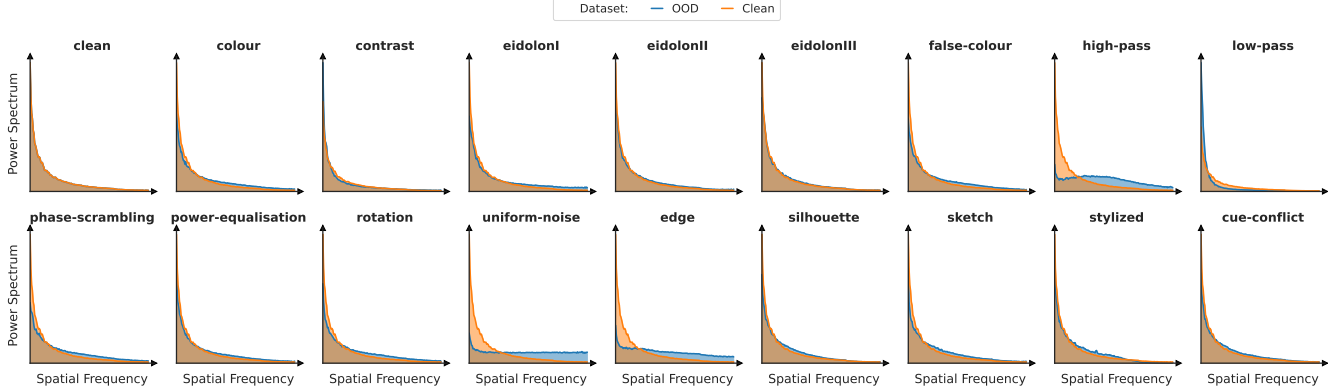 Dataset: OOD Clean
clean colour contrast eidolonI eidolonII eidolonIII false-colour high-pass low-pass
Power Spectrum
phase-scrambling power-equalisation rotation uniform-noise edge silhouette sketch stylized cue-conflict
Power Spectrum
Spatial Frequency Spatial Frequency Spatial Frequency Spatial Frequency Spatial Frequency Spatial Frequency Spatial Frequency Spatial Frequency Spatial Frequency